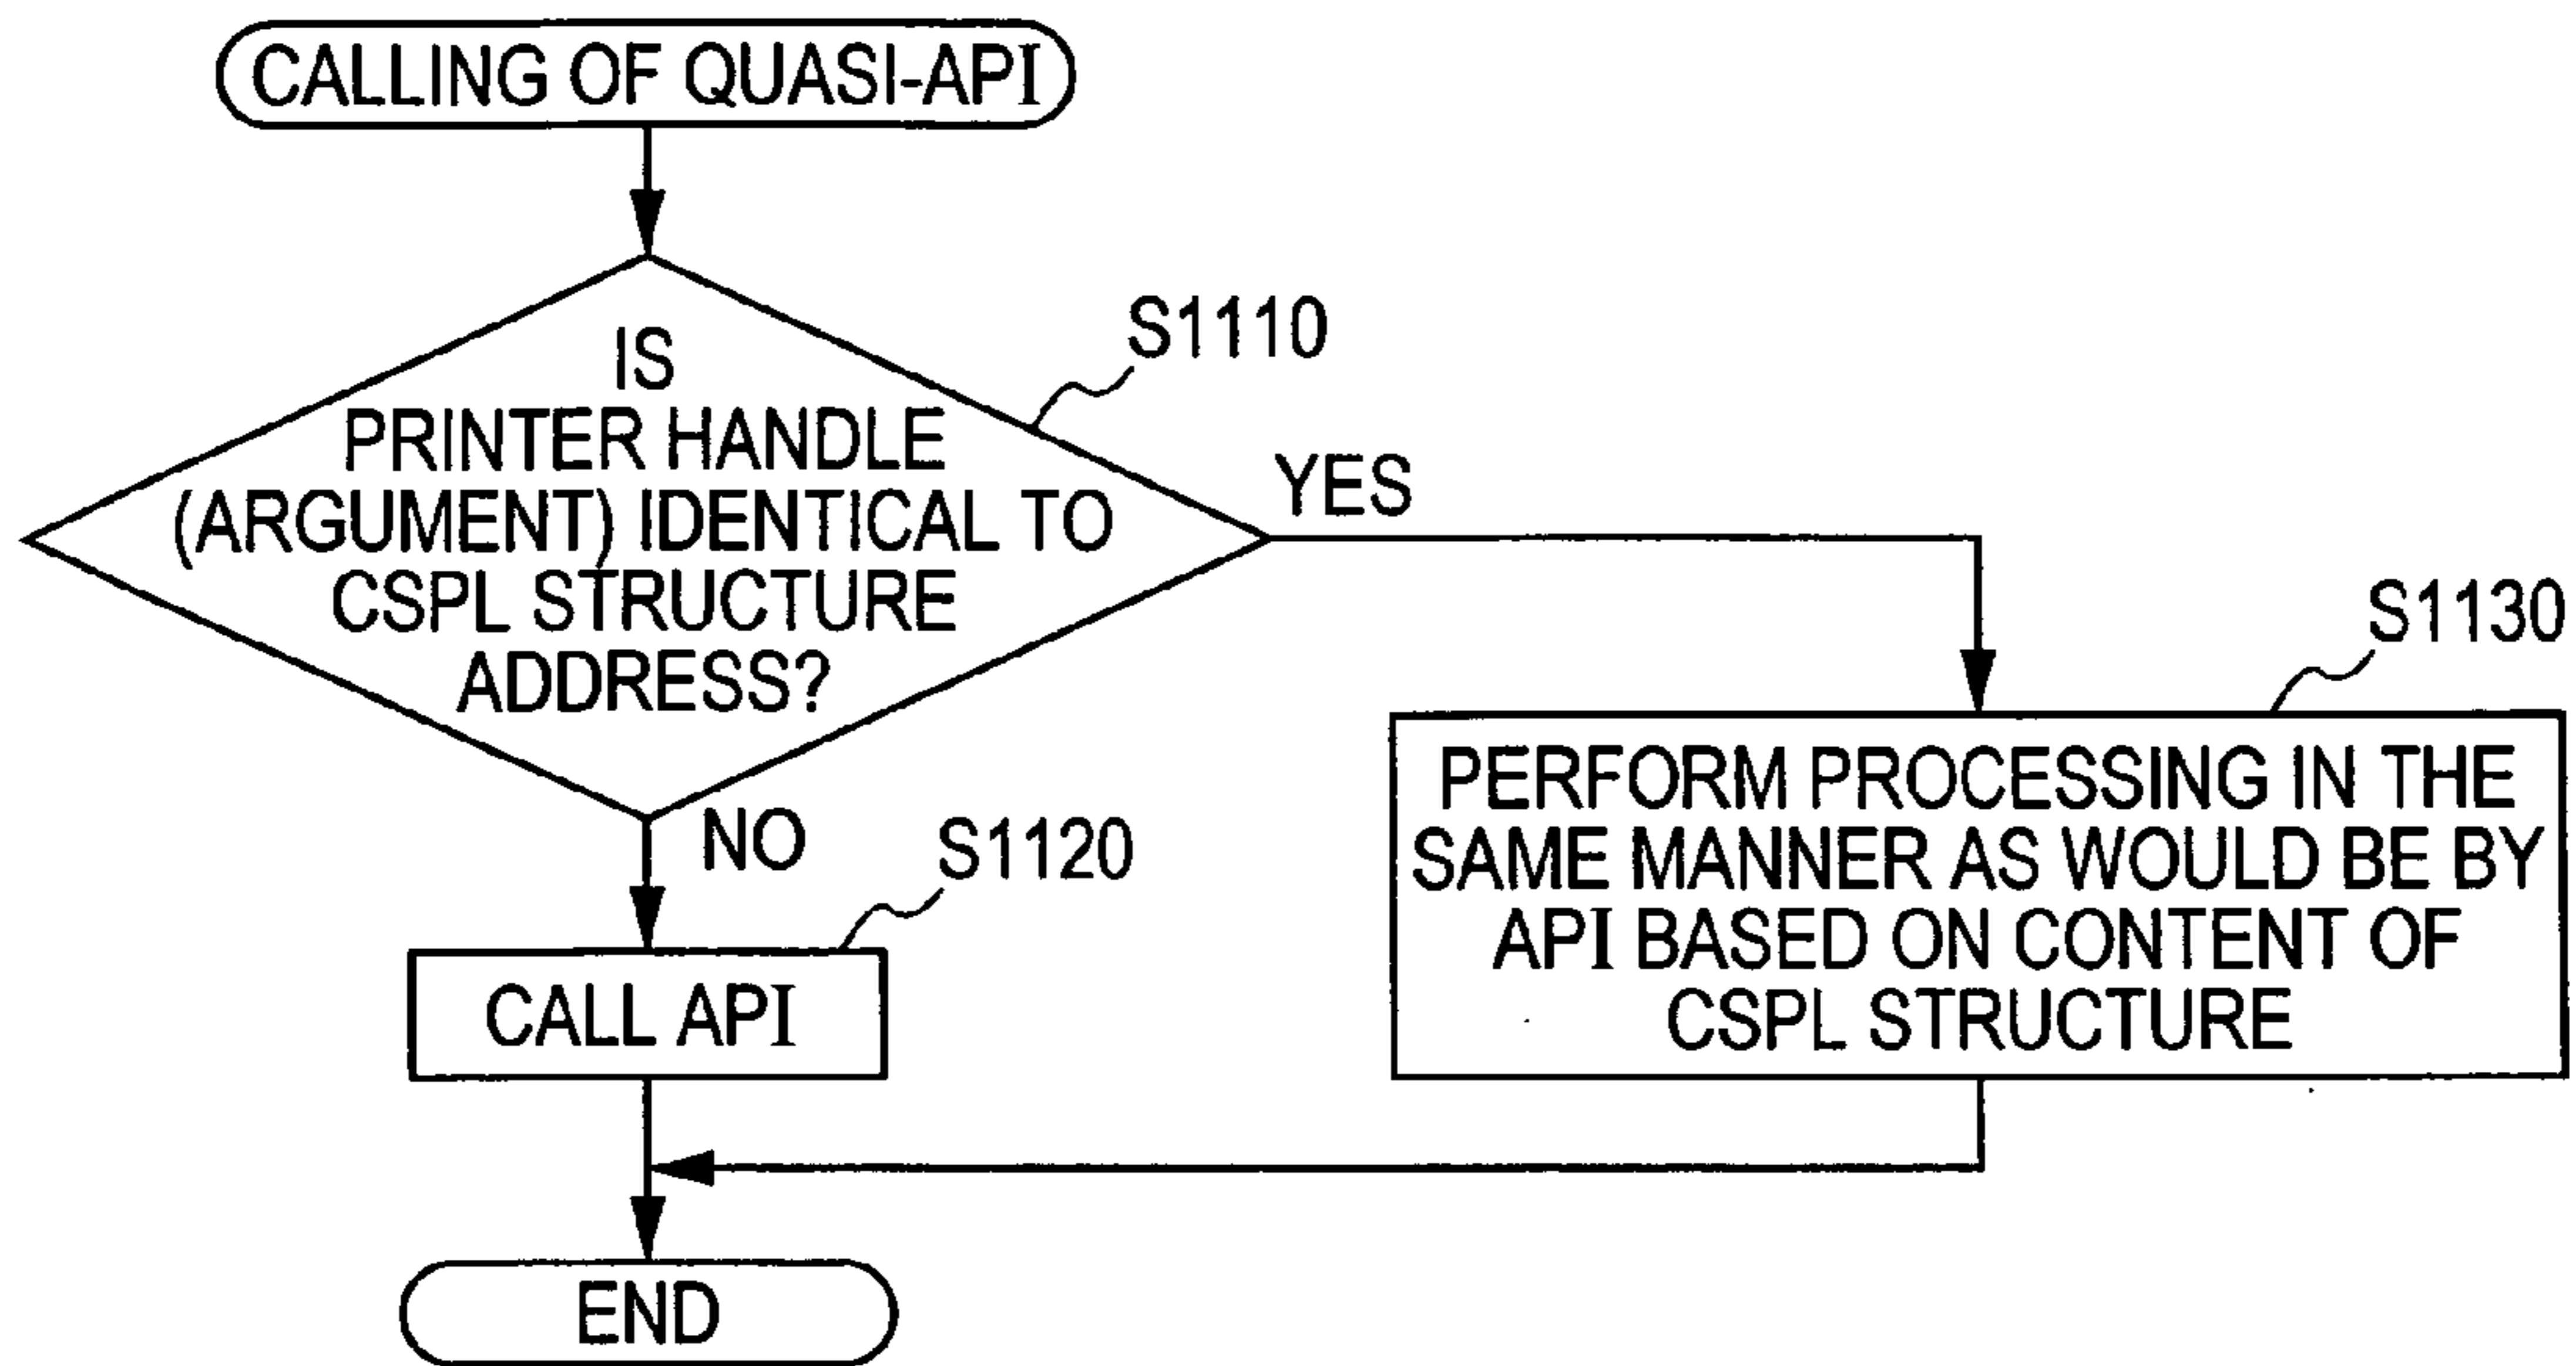 CALLING OF QUASI-API
S1110
IS
PRINTER HANDLE
(ARGUMENT) IDENTICAL TO
CSPL STRUCTURE
ADDRESS?
YES
NO
S1120
CALL API
S1130
PERFORM PROCESSING IN THE
SAME MANNER AS WOULD BE BY
API BASED ON CONTENT OF
CSPL STRUCTURE
END